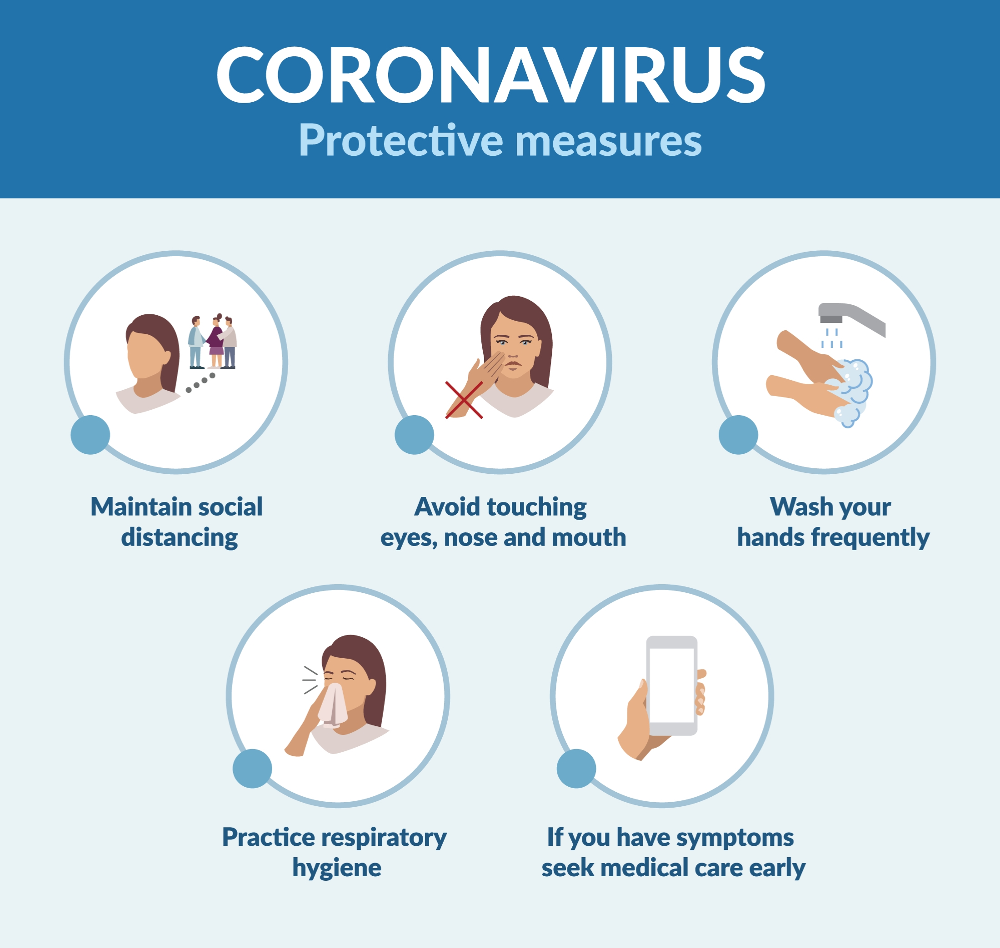 CORONAVIRUS
Protective measures
Maintain social
distancing
Avoid touching
eyes, nose and mouth
Wash your
hands frequently
Practice respiratory
hygiene
If you have symptoms
seek medical care early